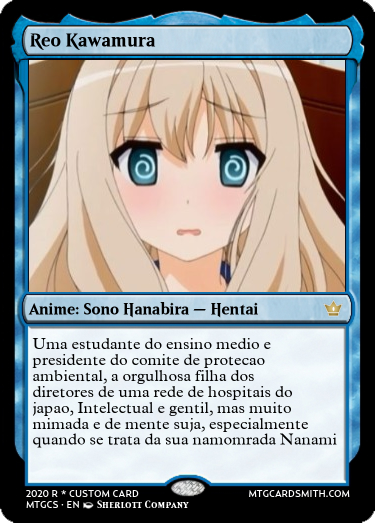 Reo Kawamura
Anime: Sono Hanabira — Hentai
Uma estudante do ensino medio e
presidente do comite de protecao
ambiental, a orgulhosa filha dos
diretores de uma rede de hospitais do
japao, Intelectual e gentil, mas muito
mimada e de mente suja, especialmente
quando se trata da sua namomrada Nanami
2020 R * CUSTOM CARD
MTGCARDSMITH.COM
MTGCS • EN SHERLOTT COMPANY